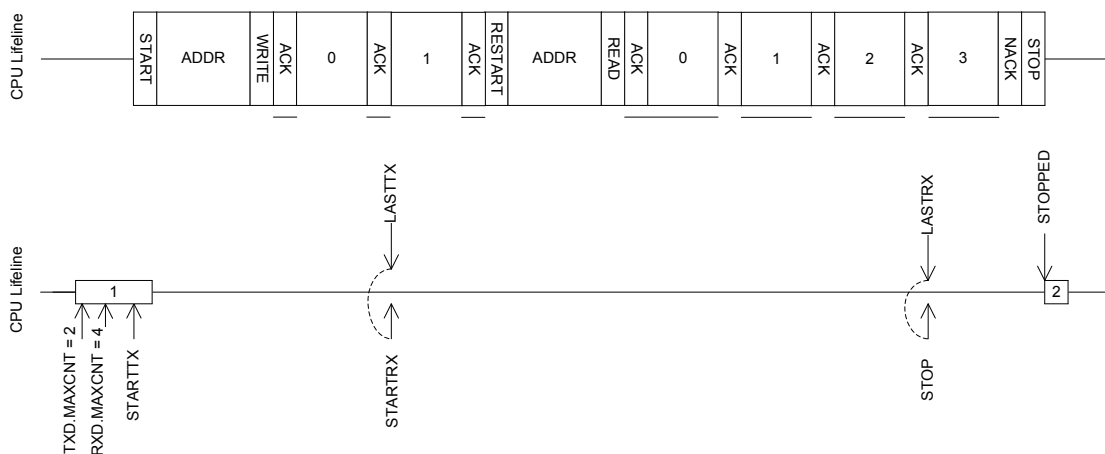 CPU Lifeline
START
ADDR
WRITE
ACK
0
ACK
1
ACK
RESTART
ADDR
READ
ACK
0
ACK
1
ACK
2
ACK
3
NACK
STOP
LASTTX
LASTRX
STOPPED
CPU Lifeline
1
2
TXD.MAXCNT = 2
RXD.MAXCNT = 4
STARTTX
STARTRX
STOP